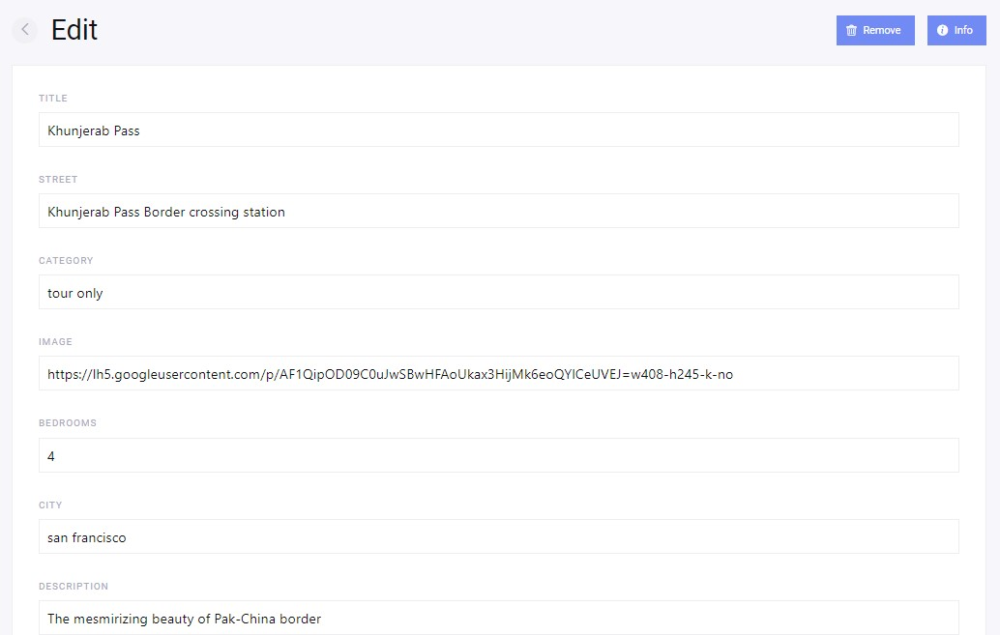 Edit
Remove
Info
TITLE
Khunjerab Pass
STREET
Khunjerab Pass Border crossing station
CATEGORY
tour only
IMAGE
https://lh5.googleusercontent.com/p/AF1QipOD09C0uJwSBwHFAoUkax3HijMk6eoQYlCeUVEJ=w408-h245-k-no
BEDROOMS
4
CITY
san francisco
DESCRIPTION
The mesmirizing beauty of Pak-China border